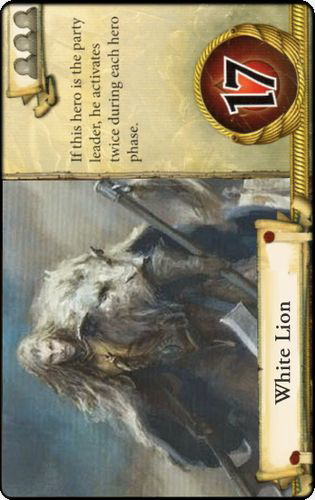 If this hero is the party
leader, he activates
twice during each hero
phase.
17
White Lion